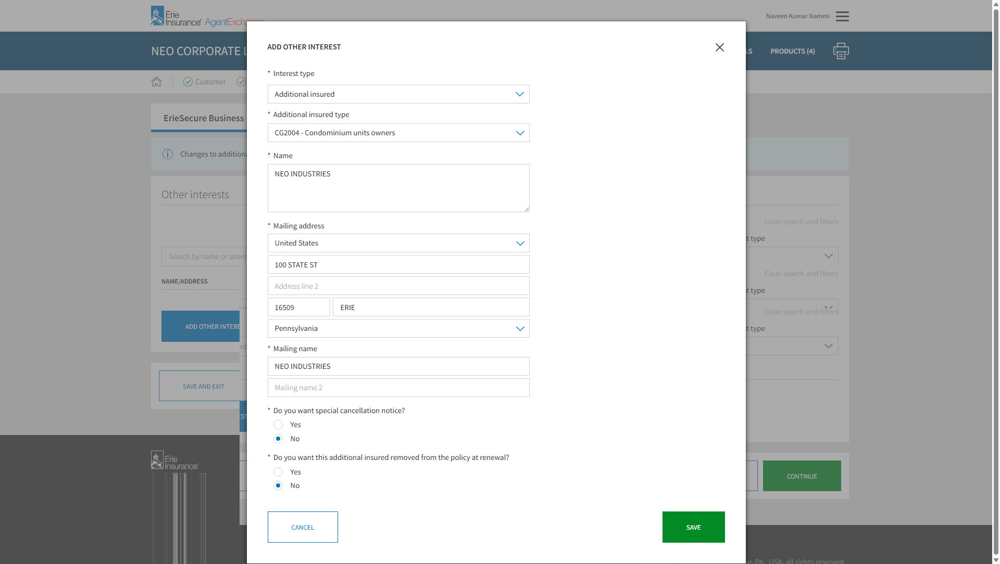 Erie
Insurance
AgentExchange
Naveen Kumar Nammi
NEO CORPORATE
PRODUCTS (4)
Customer
ErieSecure Business
Changes to
Other interests
Clear search and filters
type
Search by name or street
Clear search and filters
type
NAME/ADDRESS
Clear search and filters
type
ADD OTHER
SAVE AND EXIT
CONTINUE
ADD OTHER INTEREST
* Interest type
Additional insured
* Additional insured type
CG2004 - Condominium units owners
* Name
NEO INDUSTRIES
* Mailing address
United States
100 STATE ST
Address line 2
16509 ERIE
Pennsylvania
* Mailing name
NEO INDUSTRIES
Mailing name 2
* Do you want special cancellation notice?
Yes
No
* Do you want this additional insured removed from the policy at renewal?
Yes
No
CANCEL
SAVE
Erie
Insurance
PA., USA, all rights reserved